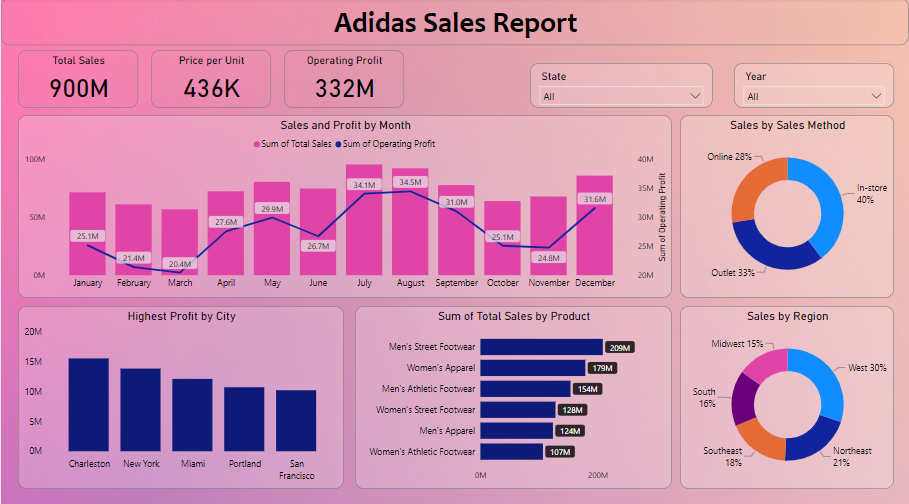 Adidas Sales Report
Total Sales
900M
Price per Unit
436K
Operating Profit
332M
State
All
Year
All
Sales and Profit by Month
Sum of Total Sales Sum of Operating Profit
100M
50M
0M
40M
35M
30M
25M
20M
Sum of Operating Profit
25.1M
21.4M
20.4M
27.6M
29.9M
26.7M
34.1M
34.5M
31.0M
25.1M
24.8M
31.6M
January February March April May June July August September October November December
Sales by Sales Method
Online 28%
In-store
40%
Outlet 33%
Highest Profit by City
20M
15M
10M
5M
0M
Charleston New York Miami Portland San
Francisco
Sum of Total Sales by Product
Men's Street Footwear 209M
Women's Apparel 179M
Men's Athletic Footwear 154M
Women's Street Footwear 128M
Men's Apparel 124M
Women's Athletic Footwear 107M
0M 200M
Sales by Region
Midwest 15%
West 30%
South
16%
Southeast
18%
Northeast
21%